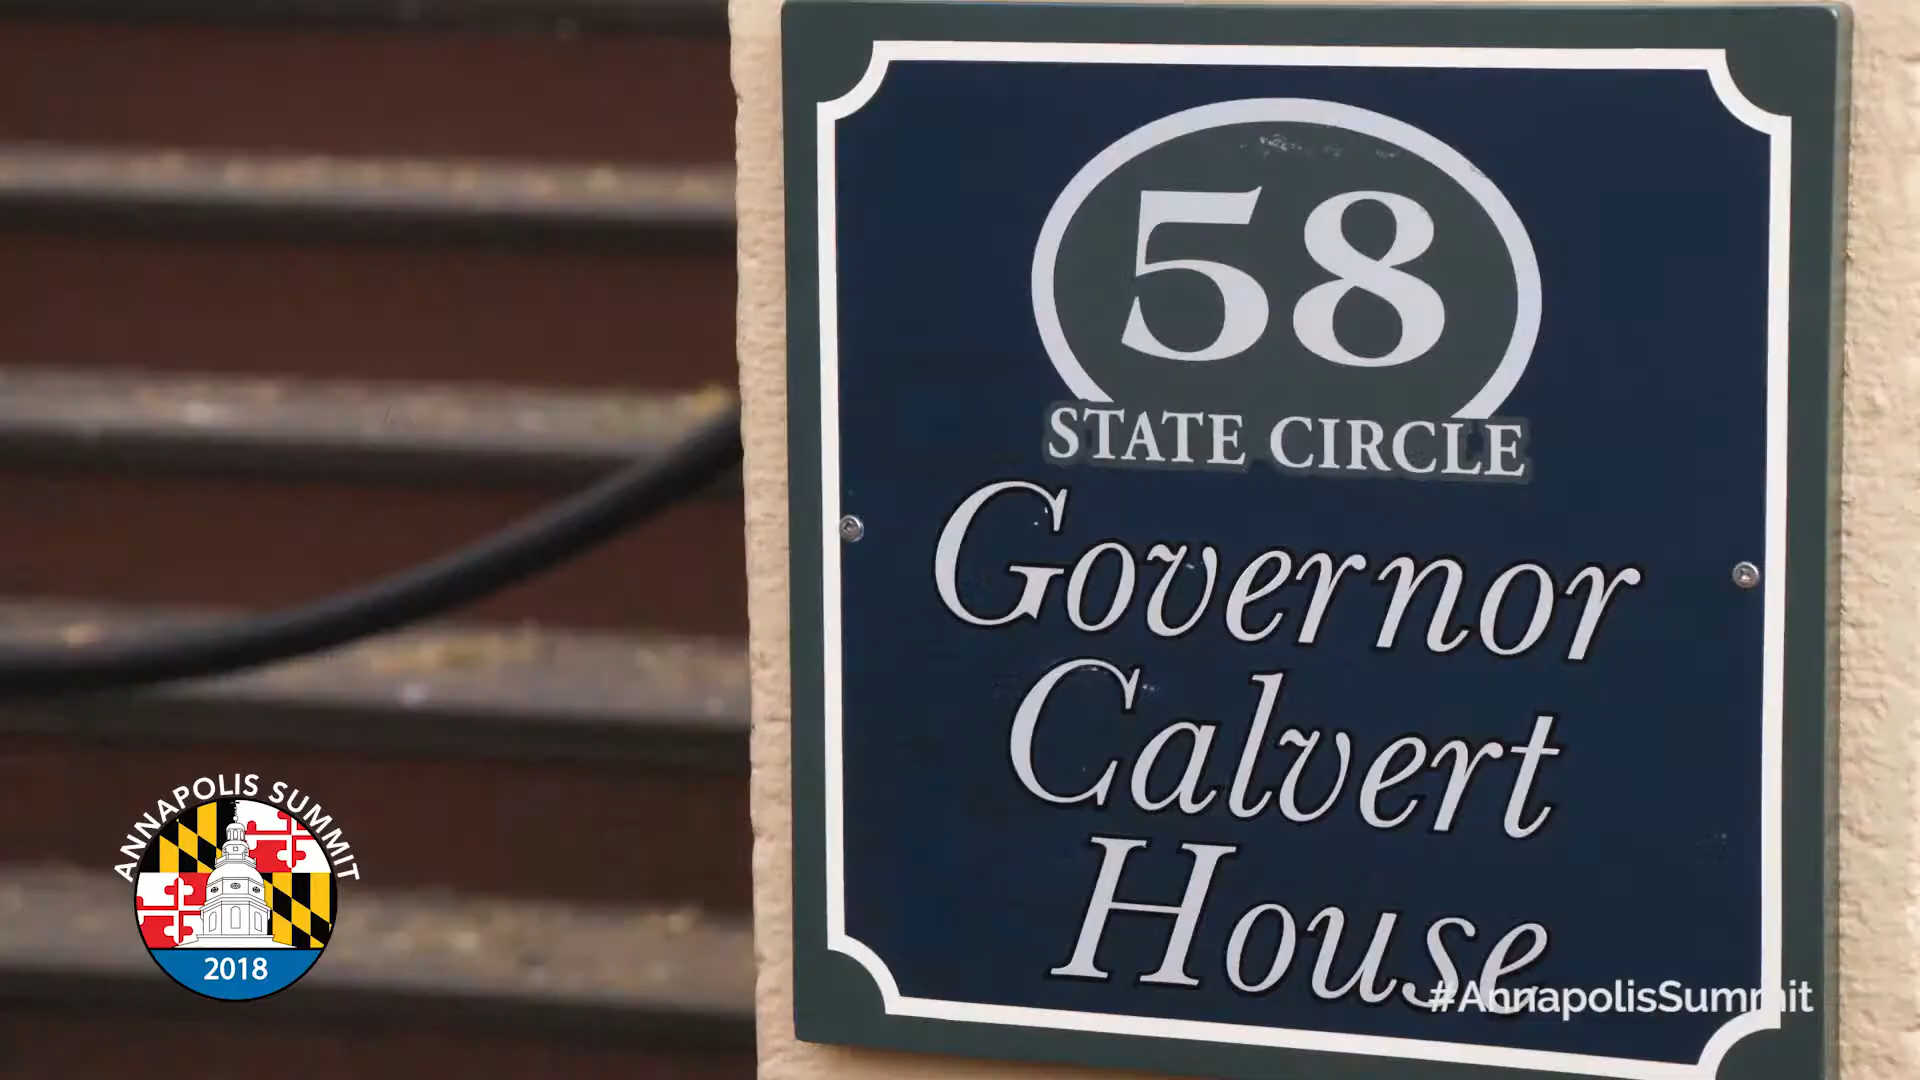 58
STATE CIRCLE
Governor
Calvert
House
ANNAPOLIS SUMMIT
2018
#AnnapolisSummit